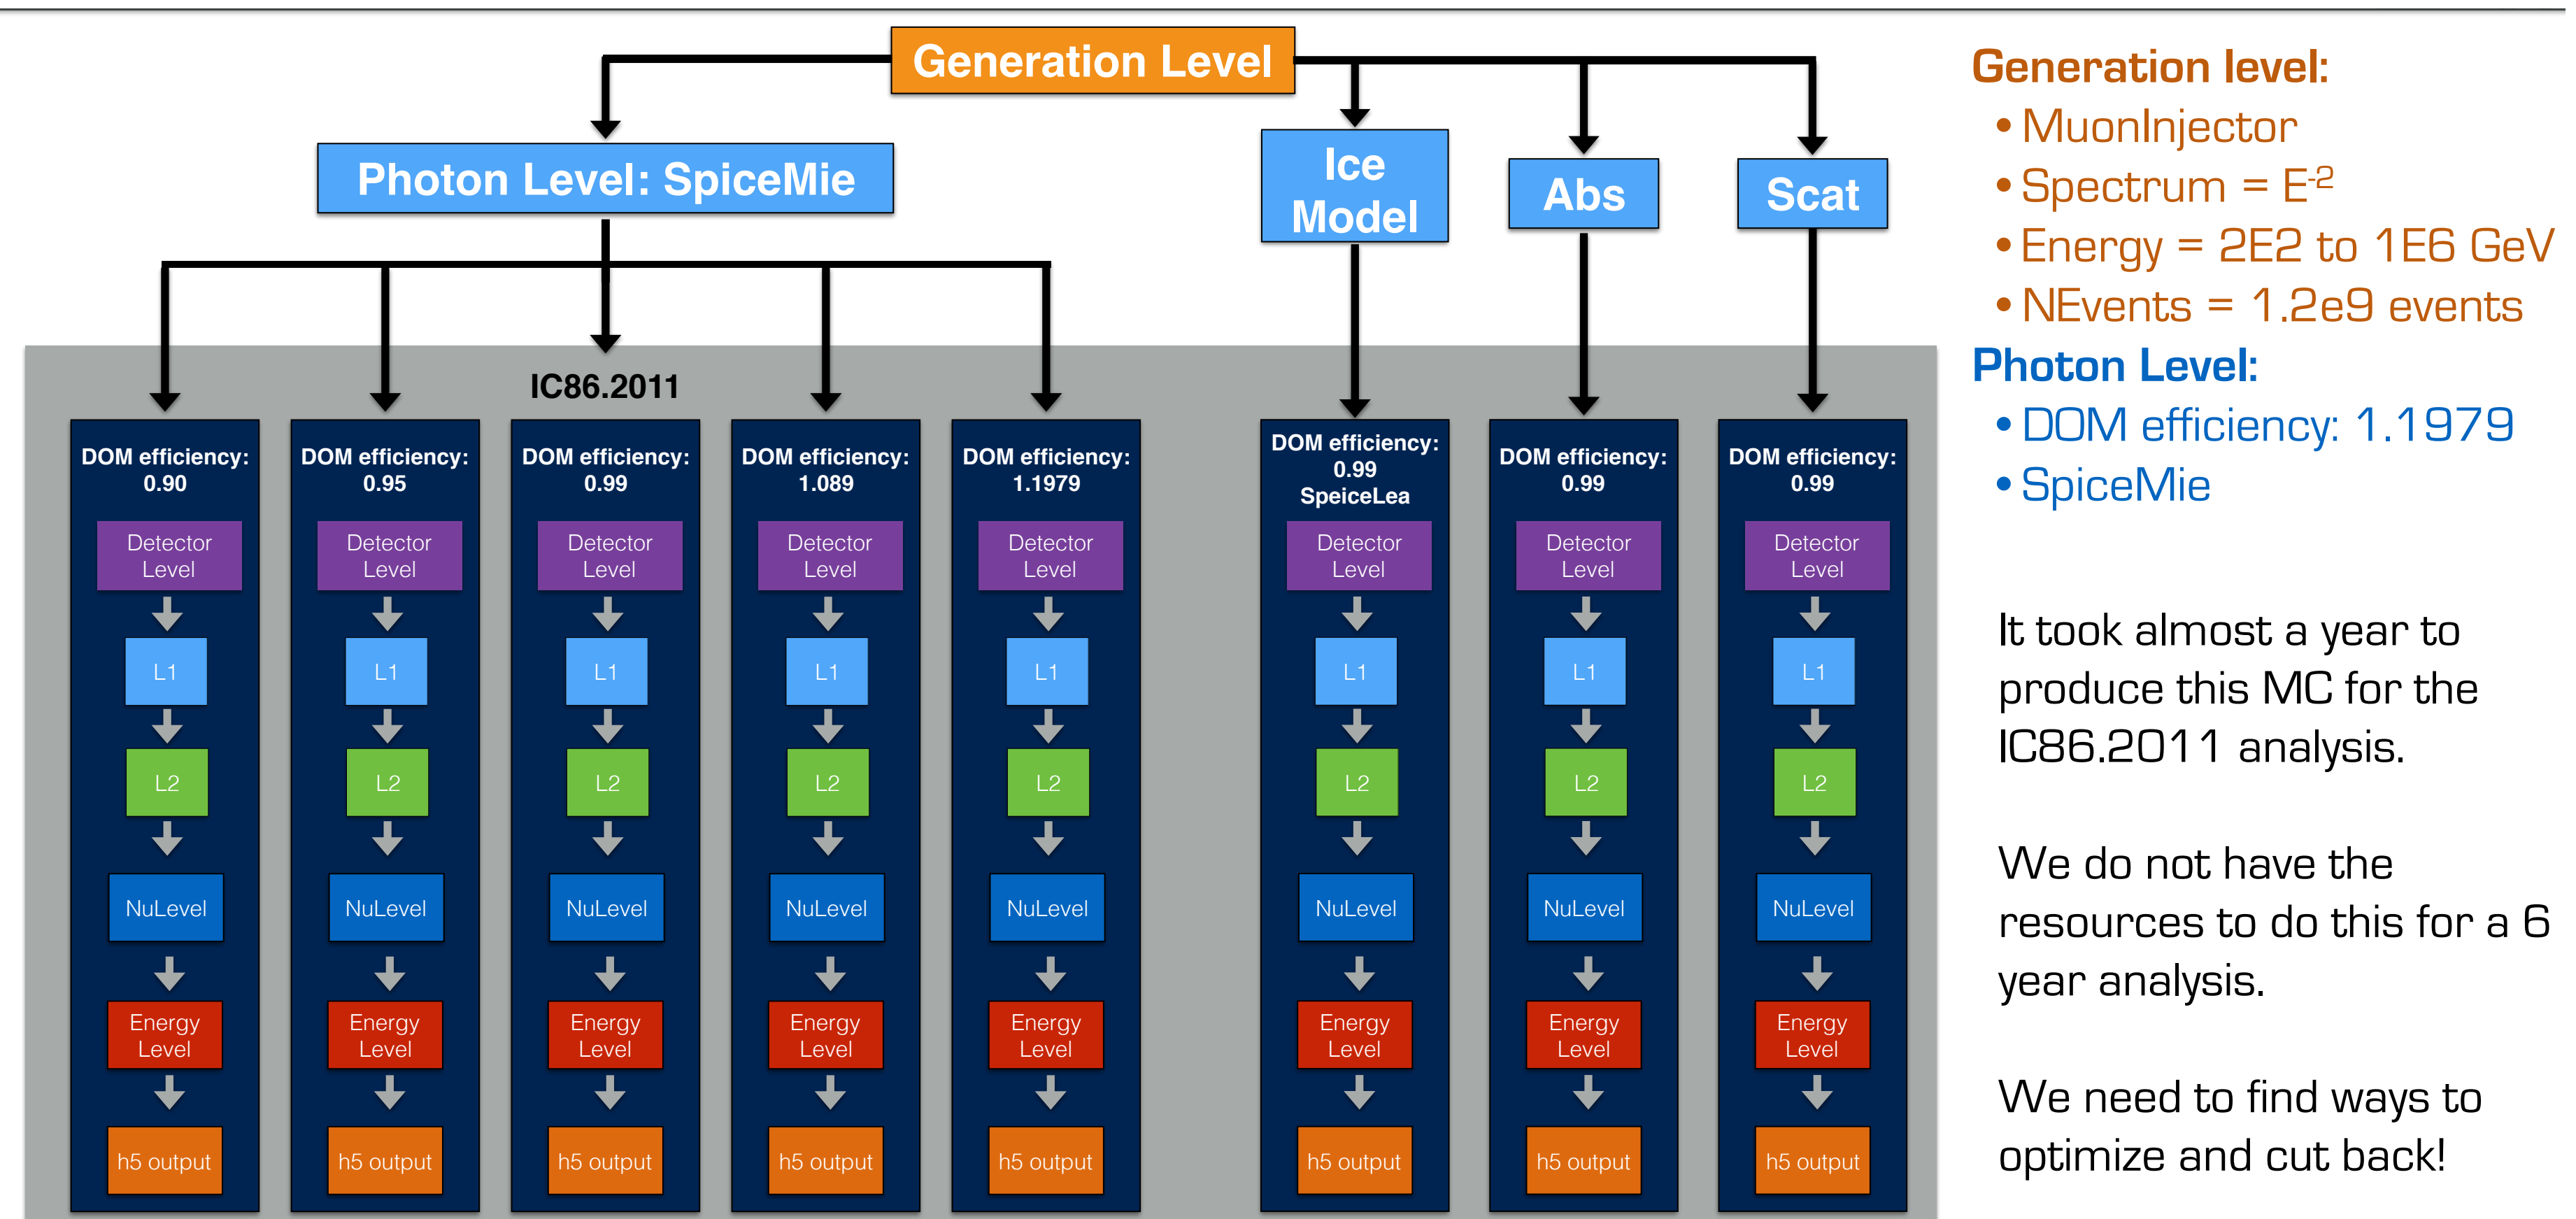 Generation Level
Photon Level: SpiceMie
Ice
Model
Abs
Scat
IC86.2011
DOM efficiency:
0.90
Detector
Level
L1
L2
NuLevel
Energy
Level
h5 output
DOM efficiency:
0.95
Detector
Level
L1
L2
NuLevel
Energy
Level
h5 output
DOM efficiency:
0.99
Detector
Level
L1
L2
NuLevel
Energy
Level
h5 output
DOM efficiency:
1.089
Detector
Level
L1
L2
NuLevel
Energy
Level
h5 output
DOM efficiency:
1.1979
Detector
Level
L1
L2
NuLevel
Energy
Level
h5 output
DOM efficiency:
0.99
SpeiceLea
Detector
Level
L1
L2
NuLevel
Energy
Level
h5 output
DOM efficiency:
0.99
Detector
Level
L1
L2
NuLevel
Energy
Level
h5 output
DOM efficiency:
0.99
Detector
Level
L1
L2
NuLevel
Energy
Level
h5 output
Generation level:
•MuonInjector
•Spectrum = E⁻²
•Energy = 2E2 to 1E6 GeV
•NEvents = 1.2e9 events
Photon Level:
•DOM efficiency: 1.1979
•SpiceMie
It took almost a year to
produce this MC for the
IC86.2011 analysis.
We do not have the
resources to do this for a 6
year analysis.
We need to find ways to
optimize and cut back!